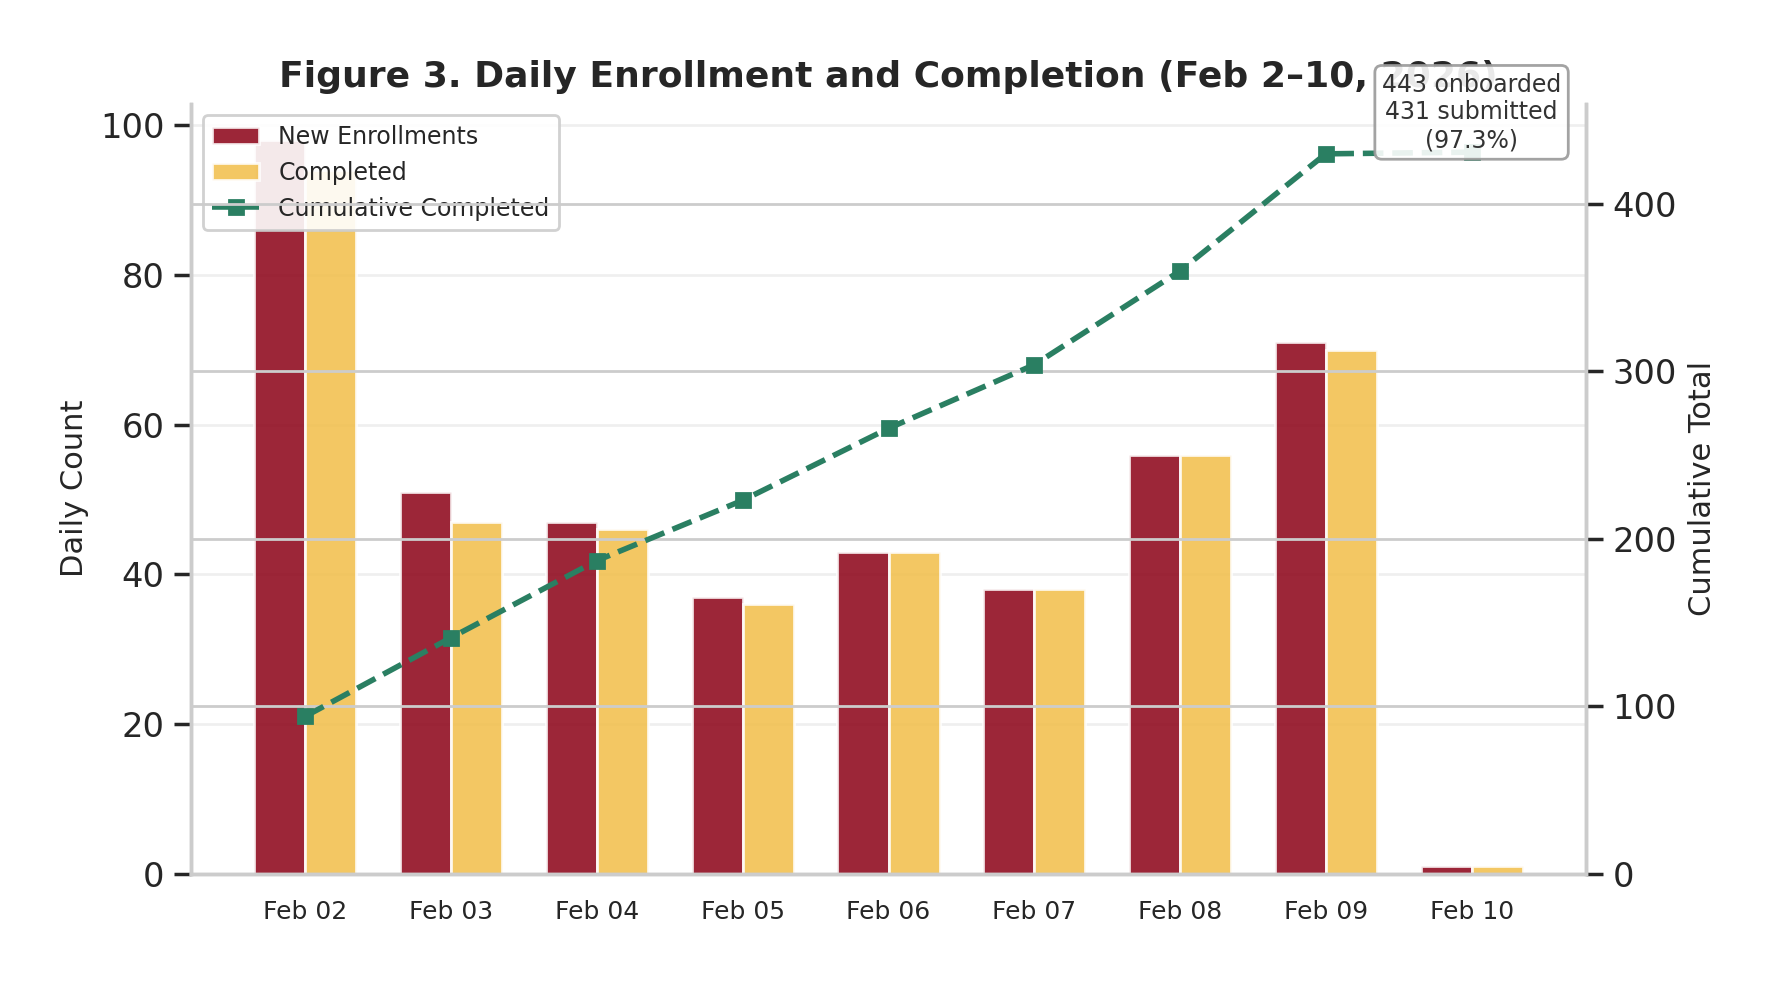 Figure 3. Daily Enrollment and Completion (Feb 2–10, 2026)
443 onboarded
431 submitted
(97.3%)
New Enrollments
Completed
Cumulative Completed
100
80
60
40
20
0
Daily Count
400
300
200
100
0
Cumulative Total
Feb 02 Feb 03 Feb 04 Feb 05 Feb 06 Feb 07 Feb 08 Feb 09 Feb 10